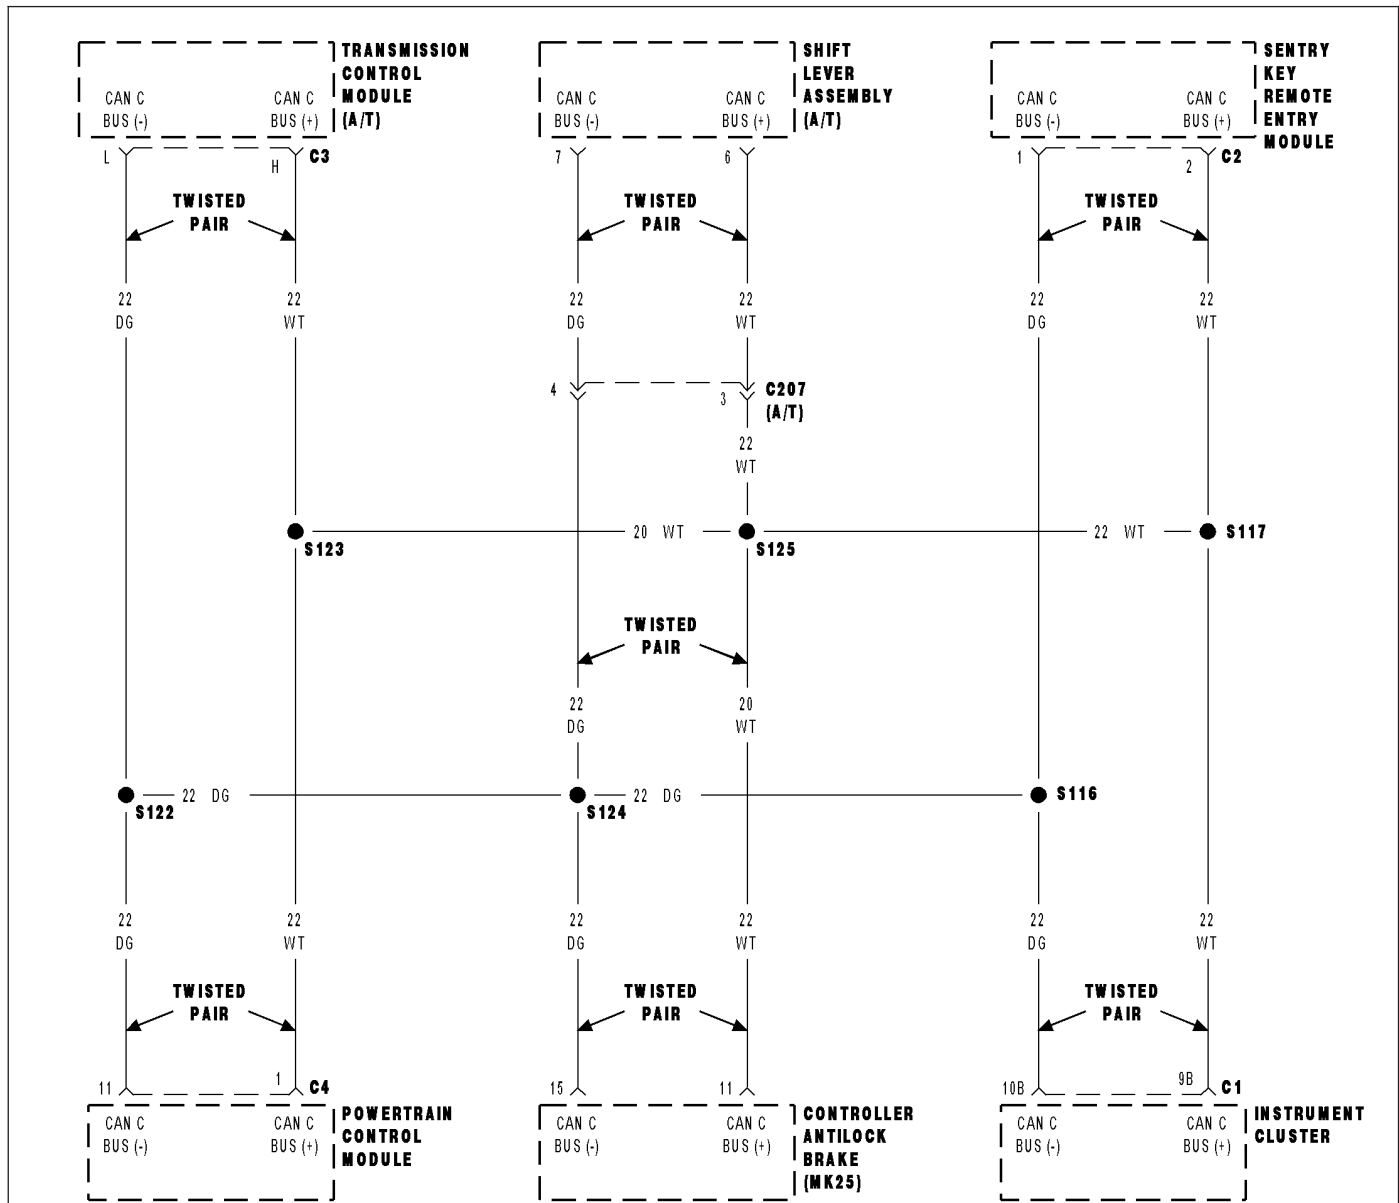 TRANSMISSION
CONTROL
MODULE
(A/T)
CAN C
BUS (-)
CAN C
BUS (+)
L
H
C3
SHIFT
LEVER
ASSEMBLY
(A/T)
CAN C
BUS (-)
CAN C
BUS (+)
7
6
SENTRY
KEY
REMOTE
ENTRY
MODULE
CAN C
BUS (-)
CAN C
BUS (+)
1
2
C2
TWISTED
PAIR
TWISTED
PAIR
TWISTED
PAIR
22
DG
22
WT
22
DG
22
WT
22
DG
22
WT
4
3
C207
(A/T)
22
WT
S123
20 WT
S125
22 WT
S117
TWISTED
PAIR
22
DG
20
WT
S122
22 DG
S124
22 DG
S116
22
DG
22
WT
22
DG
22
WT
22
DG
22
WT
TWISTED
PAIR
TWISTED
PAIR
TWISTED
PAIR
11
1
C4
15
11
10B
9B
C1
CAN C
BUS (-)
CAN C
BUS (+)
POWERTRAIN
CONTROL
MODULE
CAN C
BUS (-)
CAN C
BUS (+)
CONTROLLER
ANTILOCK
BRAKE
(MK25)
CAN C
BUS (-)
CAN C
BUS (+)
INSTRUMENT
CLUSTER